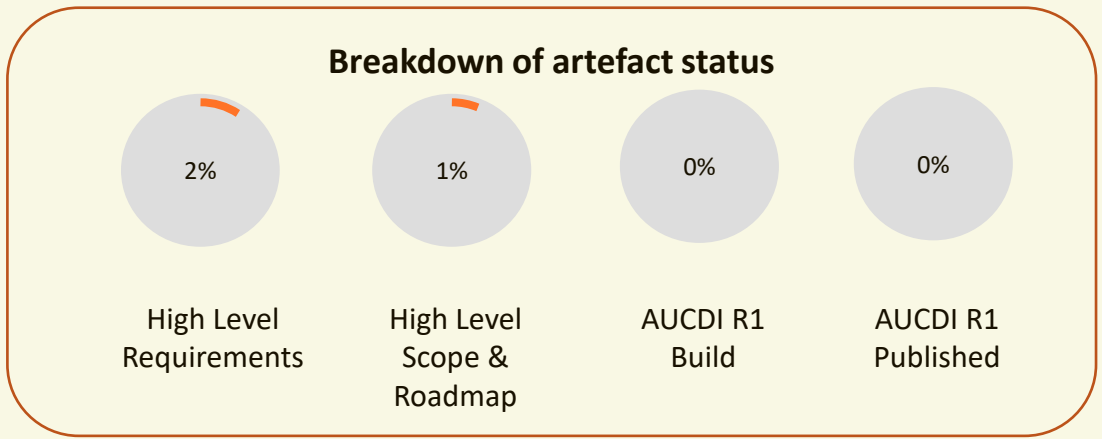 Breakdown of artefact status
2%
1%
0%
0%
High Level
Requirements
High Level
Scope &
Roadmap
AUCDI R1
Build
AUCDI R1
Published